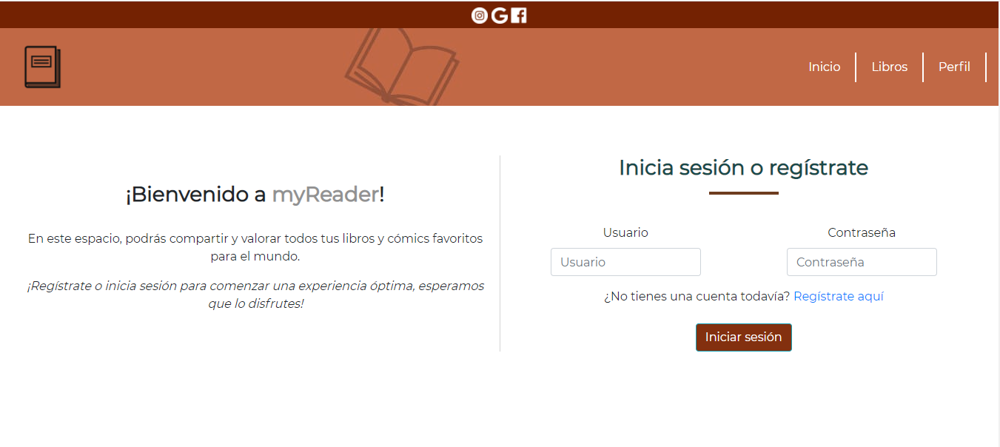 Inicio
Libros
Perfil
¡Bienvenido a myReader!
En este espacio, podrás compartir y valorar todos tus libros y cómics favoritos
para el mundo.
¡Regístrate o inicia sesión para comenzar una experiencia óptima, esperamos
que lo disfrutes!
Inicia sesión o regístrate
Usuario
Contraseña
Usuario
Contraseña
¿No tienes una cuenta todavía? Regístrate aquí
Iniciar sesión